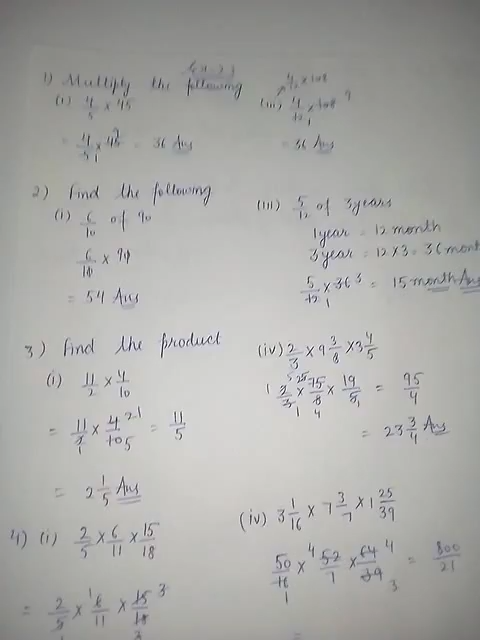 1) Multiply the following
(i) 4/5 × 45
= 4/5 × 45 = 36 Ans
(iii) 4/12 × 108
= 36 Ans
2) Find the following
(i) 6/10 of 90
6/10 × 90
= 54 Ans
(iii) 5/12 of 3 years
1 year = 12 month
3 year = 12 × 3 = 36 mont
5/12 × 36 3 = 15 month Ans
3) Find the product
(i) 11/2 × 4/10
= 11/2 × 4/10 = 11/5
= 2 1/5 Ans
(iv) 2/3 × 9 3/8 × 3 4/5
2/3 × 75/8 × 19/5 = 95/4
= 23 3/4 Ans
4) (i) 2/5 × 6/11 × 15/18
= 2/5 × 6/11 × 15/18
(iv) 3 1/16 × 7 3/7 × 1 25/39
50/16 × 52/7 × 64/39 = 800/21
=